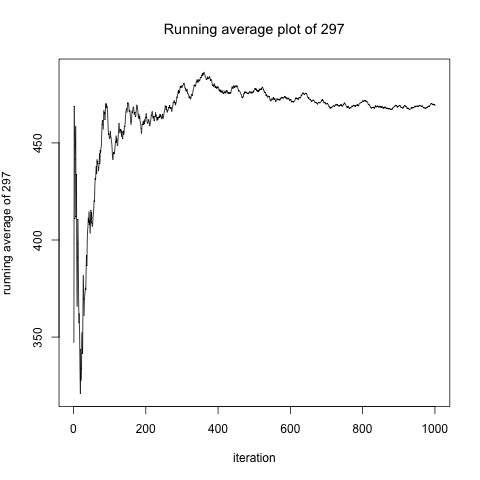 Running average plot of 297
running average of 297
450
400
350
0 200 400 600 800 1000
iteration